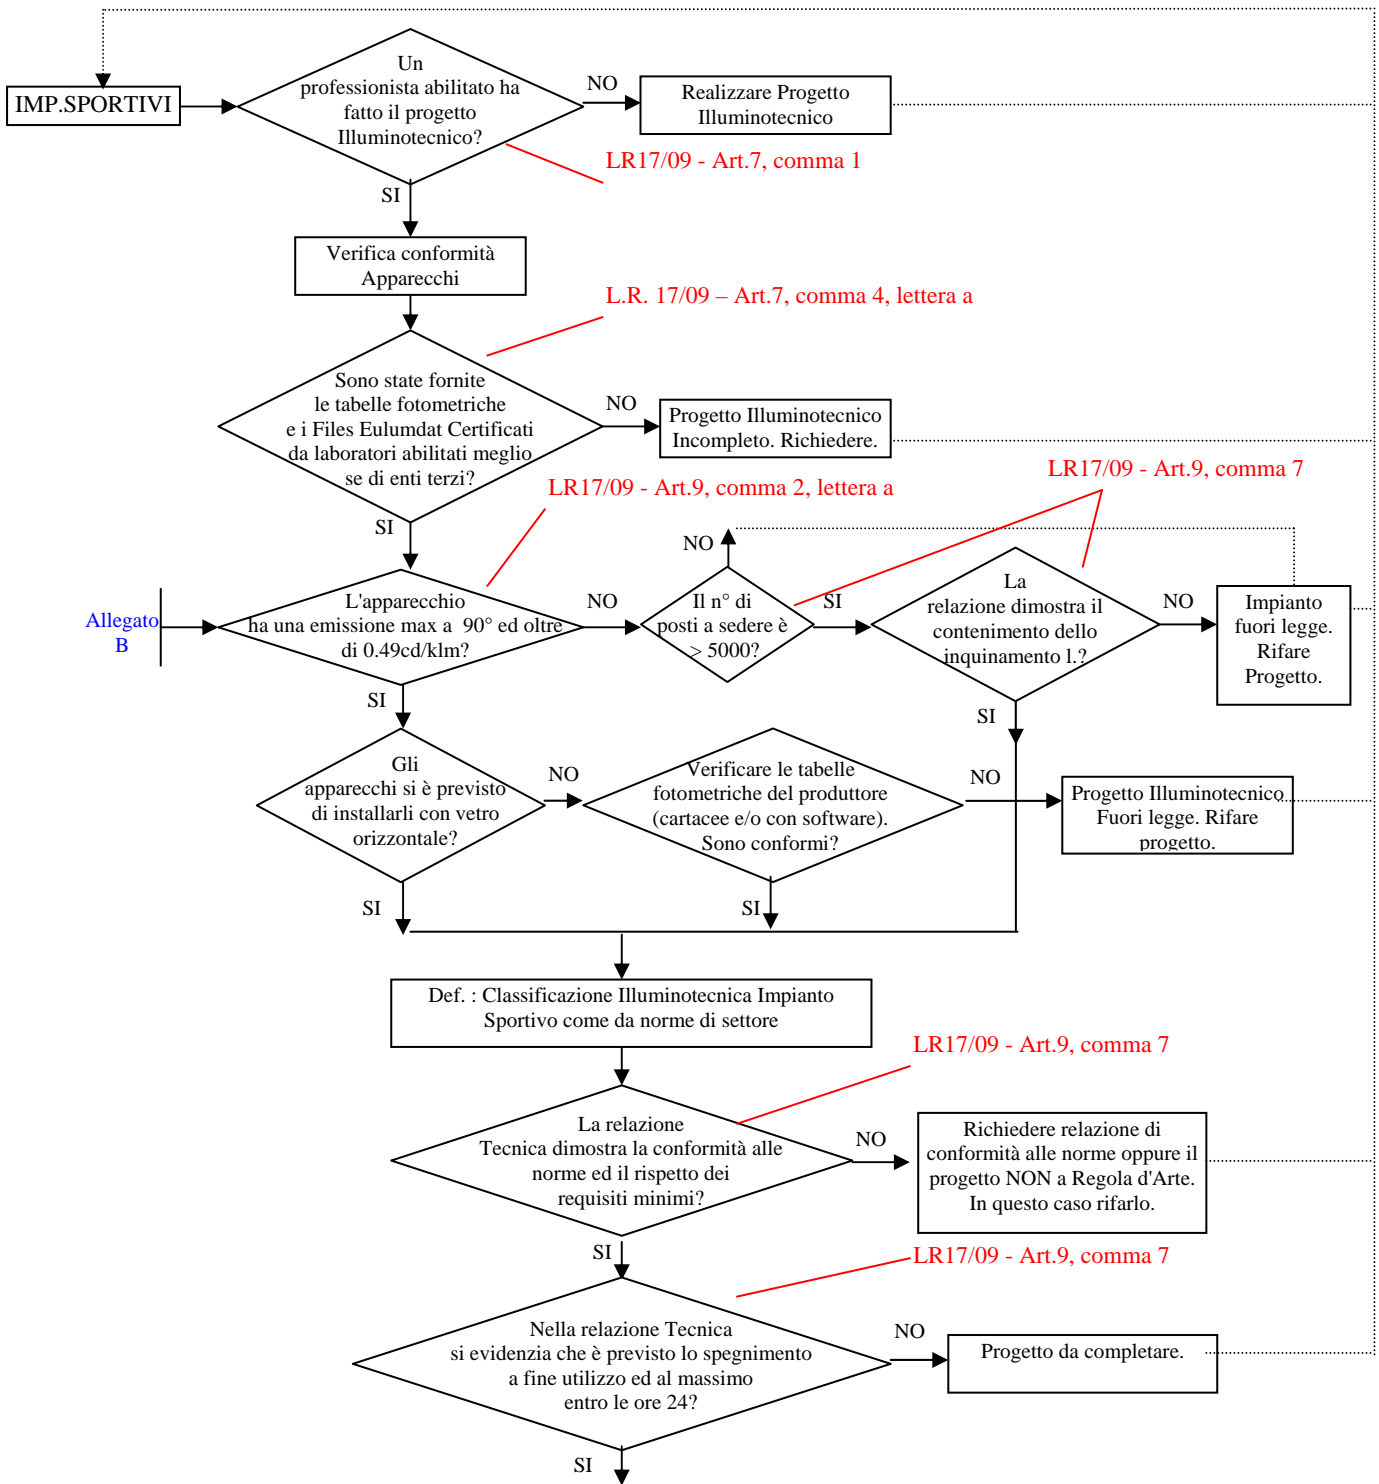 IMP.SPORTIVI
Un
professionista abilitato ha
fatto il progetto
Illuminotecnico?
NO
Realizzare Progetto
Illuminotecnico
LR17/09 - Art.7, comma 1
SI
Verifica conformità
Apparecchi
L.R. 17/09 – Art.7, comma 4, lettera a
Sono state fornite
le tabelle fotometriche
e i Files Eulumdat Certificati
da laboratori abilitati meglio
se di enti terzi?
NO
Progetto Illuminotecnico
Incompleto. Richiedere.
LR17/09 - Art.9, comma 2, lettera a
LR17/09 - Art.9, comma 7
SI
Allegato
B
L'apparecchio
ha una emissione max a 90° ed oltre
di 0.49cd/klm?
NO
NO
Il n° di
posti a sedere è
> 5000?
SI
La
relazione dimostra il
contenimento dello
inquinamento l.?
NO
Impianto
fuori legge.
Rifare
Progetto.
SI
SI
Gli
apparecchi si è previsto
di installarli con vetro
orizzontale?
NO
Verificare le tabelle
fotometriche del produttore
(cartacee e/o con software).
Sono conformi?
NO
Progetto Illuminotecnico
Fuori legge. Rifare
progetto.
SI
SI
Def. : Classificazione Illuminotecnica Impianto
Sportivo come da norme di settore
LR17/09 - Art.9, comma 7
La relazione
Tecnica dimostra la conformità alle
norme ed il rispetto dei
requisiti minimi?
NO
Richiedere relazione di
conformità alle norme oppure il
progetto NON a Regola d'Arte.
In questo caso rifarlo.
SI
LR17/09 - Art.9, comma 7
Nella relazione Tecnica
si evidenzia che è previsto lo spegnimento
a fine utilizzo ed al massimo
entro le ore 24?
NO
Progetto da completare.
SI